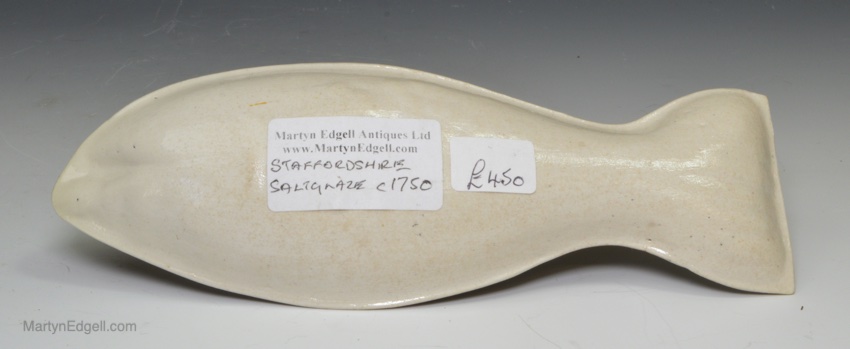 Martyn Edgell Antiques Ltd
www.MartynEdgell.com
STAFFORDSHIRE
SALTGLAZE c1750
£450
MartynEdgell.com